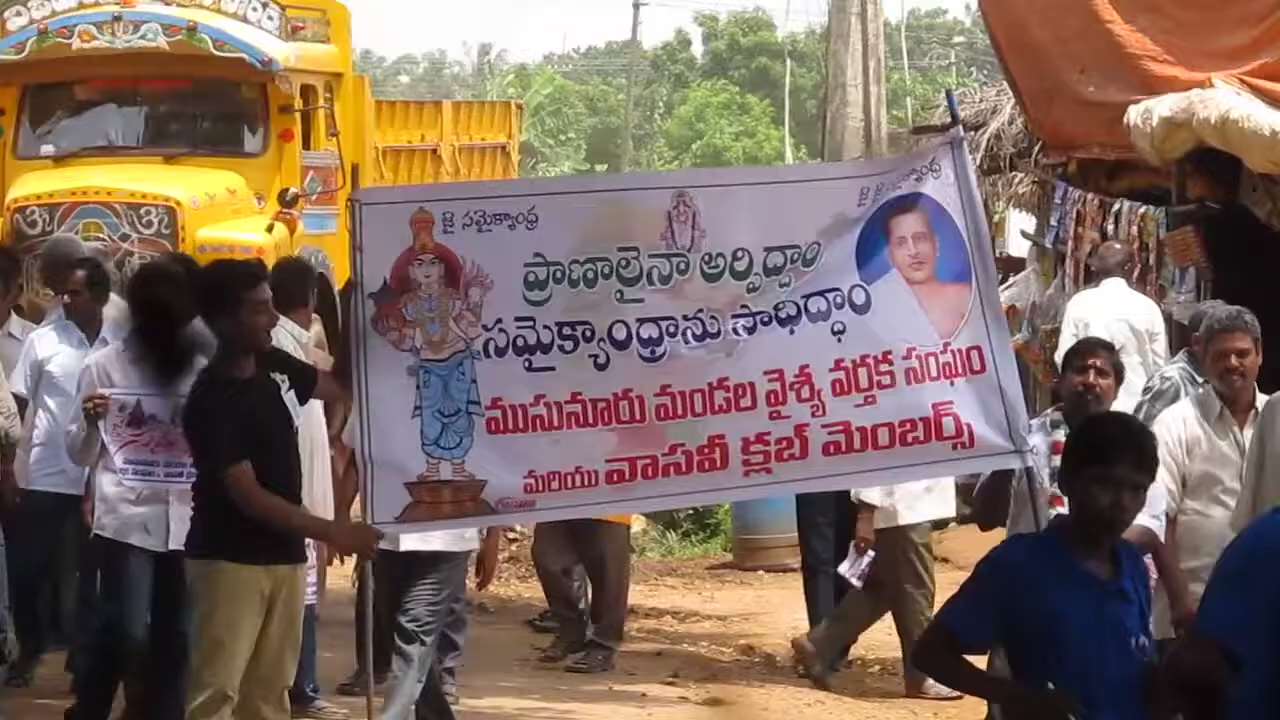 జై సమైక్యాంధ్ర
జై సమైక్యాంధ్ర
ప్రాణాలైనా అర్పిద్దాం
సమైక్యాంధ్రాను సాధిద్ధాం
ముసునూరు మండల వైశ్య వర్తక సంఘం
మరియు వాసవీ క్లబ్ మెంబర్స్